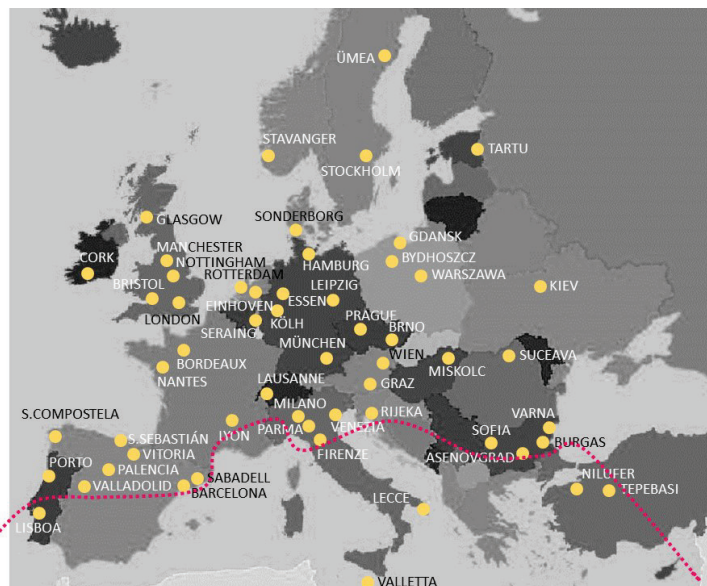 ÜMEA
STAVANGER
TARTU
STOCKHOLM
GLASGOW
SONDERBORG
GDANSK
MANCHESTER
CORK
NOTTINGHAM
HAMBURG
BYDHOSZCZ
ROTTERDAM
WARSZAWA
BRISTOL
LEIPZIG
KIEV
EINHOVEN
ESSEN
LONDON
KÖLH
SERAING
PRAGUE
BRNO
MÜNCHEN
WIEN
SUCEAVA
BORDEAUX
MISKOLC
NANTES
LAUSANNE
GRAZ
S.COMPOSTELA
MILANO
RIJEKA
VARNA
LYON
PARMA
VENEZIA
SOFIA
S.SEBASTIÁN
BURGAS
VITORIA
FIRENZE
ASENOVGRAD
PORTO
PALENCIA
NILUFER
SABADELL
VALLADOLID
BARCELONA
TEPEBASI
LECCE
LISBOA
VALLETTA